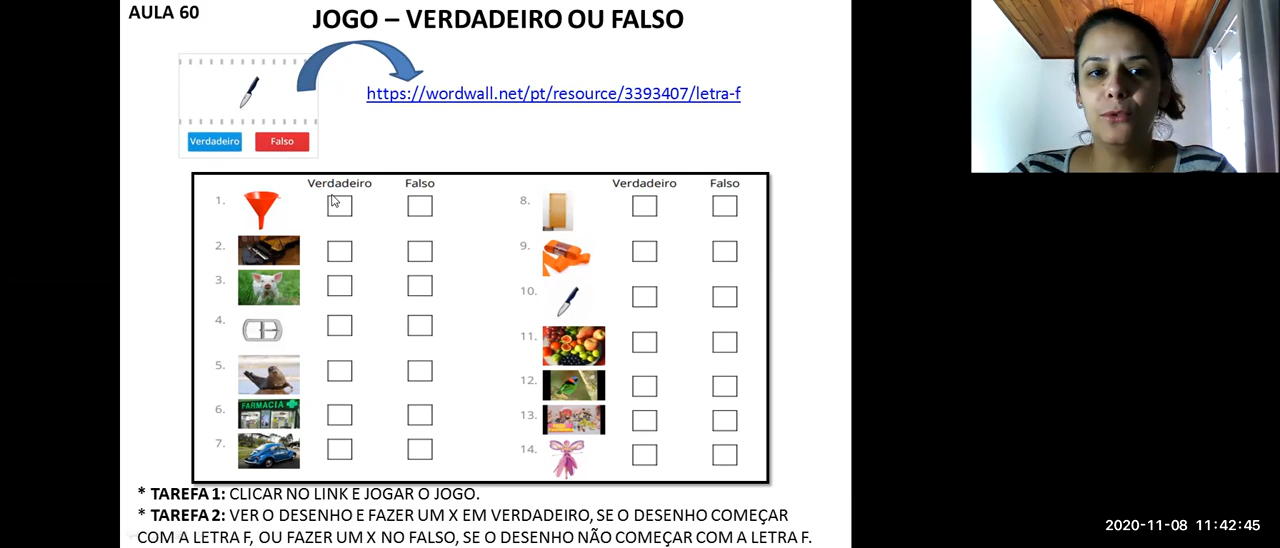 AULA 60
JOGO – VERDADEIRO OU FALSO
https://wordwall.net/pt/resource/3393407/letra-f
Verdadeiro Falso
Verdadeiro Falso Verdadeiro Falso
1. 8.
2. 9.
3. 10.
4. 11.
5. 12.
6. FARMACIA 13.
7. 14.
* TAREFA 1: CLICAR NO LINK E JOGAR O JOGO.
* TAREFA 2: VER O DESENHO E FAZER UM X EM VERDADEIRO, SE O DESENHO COMEÇAR
COM A LETRA F, OU FAZER UM X NO FALSO, SE O DESENHO NÃO COMEÇAR COM A LETRA F.
2020-11-08 11:42:45